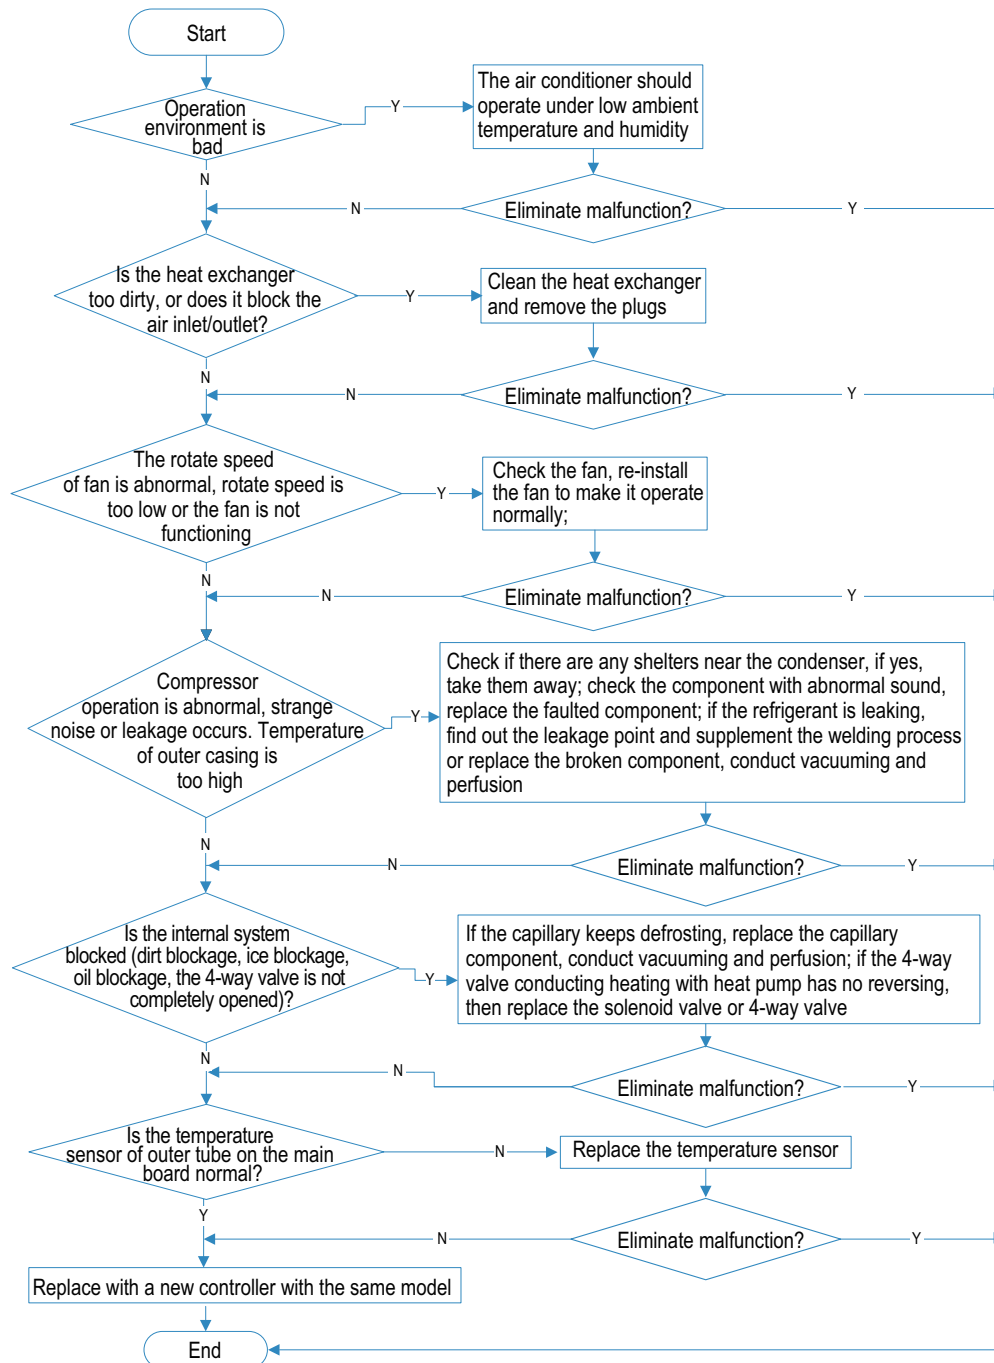 Start
Operation
environment is
bad
Y
The air conditioner should
operate under low ambient
temperature and humidity
N
Eliminate malfunction?
N
Y
Is the heat exchanger
too dirty, or does it block the
air inlet/outlet?
Y
Clean the heat exchanger
and remove the plugs
N
Eliminate malfunction?
N
Y
The rotate speed
of fan is abnormal, rotate speed is
too low or the fan is not
functioning
Y
Check the fan, re-install
the fan to make it operate
normally;
N
Eliminate malfunction?
N
Y
Compressor
operation is abnormal, strange
noise or leakage occurs. Temperature
of outer casing is
too high
Y
Check if there are any shelters near the condenser, if yes,
take them away; check the component with abnormal sound,
replace the faulted component; if the refrigerant is leaking,
find out the leakage point and supplement the welding process
or replace the broken component, conduct vacuuming and
perfusion
N
Eliminate malfunction?
N
Y
Is the internal system
blocked (dirt blockage, ice blockage,
oil blockage, the 4-way valve is not
completely opened)?
Y
If the capillary keeps defrosting, replace the capillary
component, conduct vacuuming and perfusion; if the 4-way
valve conducting heating with heat pump has no reversing,
then replace the solenoid valve or 4-way valve
N
Eliminate malfunction?
N
Y
Is the temperature
sensor of outer tube on the main
board normal?
N
Replace the temperature sensor
Y
Eliminate malfunction?
N
Y
Replace with a new controller with the same model
End